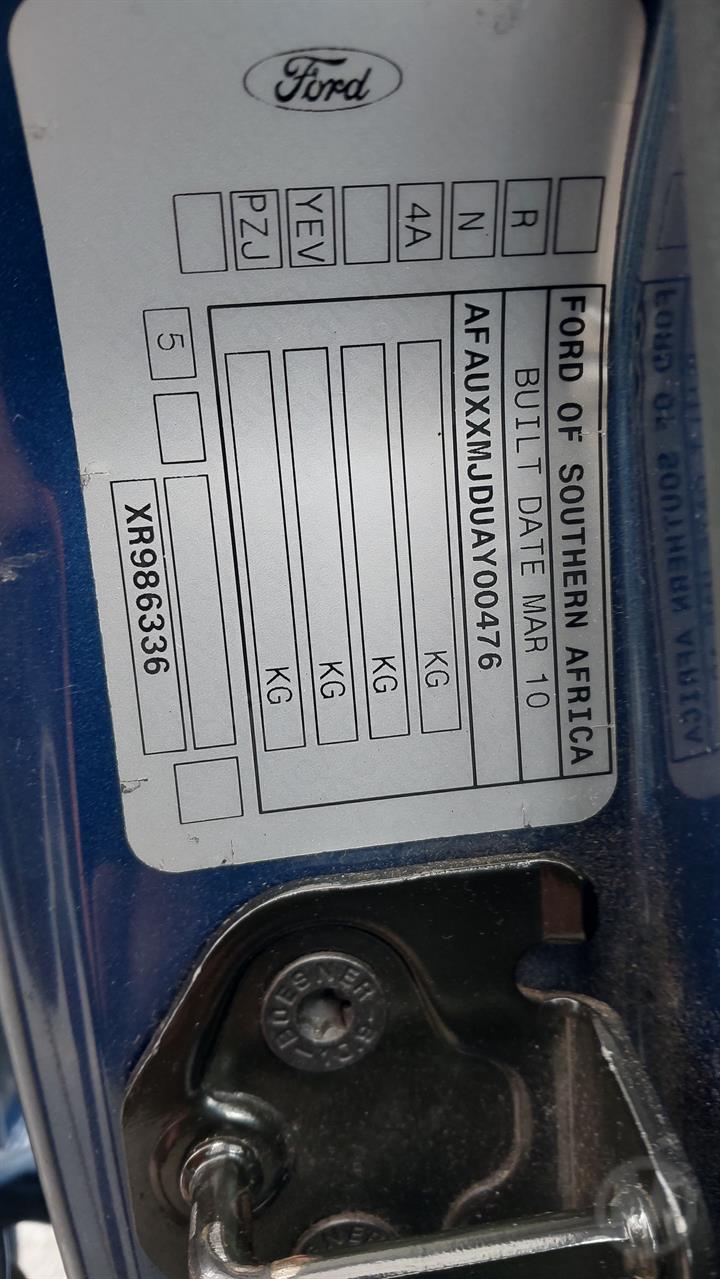 Ford
R
N
4A
YEV
PZJ
FORD OF SOUTHERN AFRICA
BUILT DATE MAR 10
AFAUXXMJDUAY00476
KG
KG
KG
KG
5
XR986336